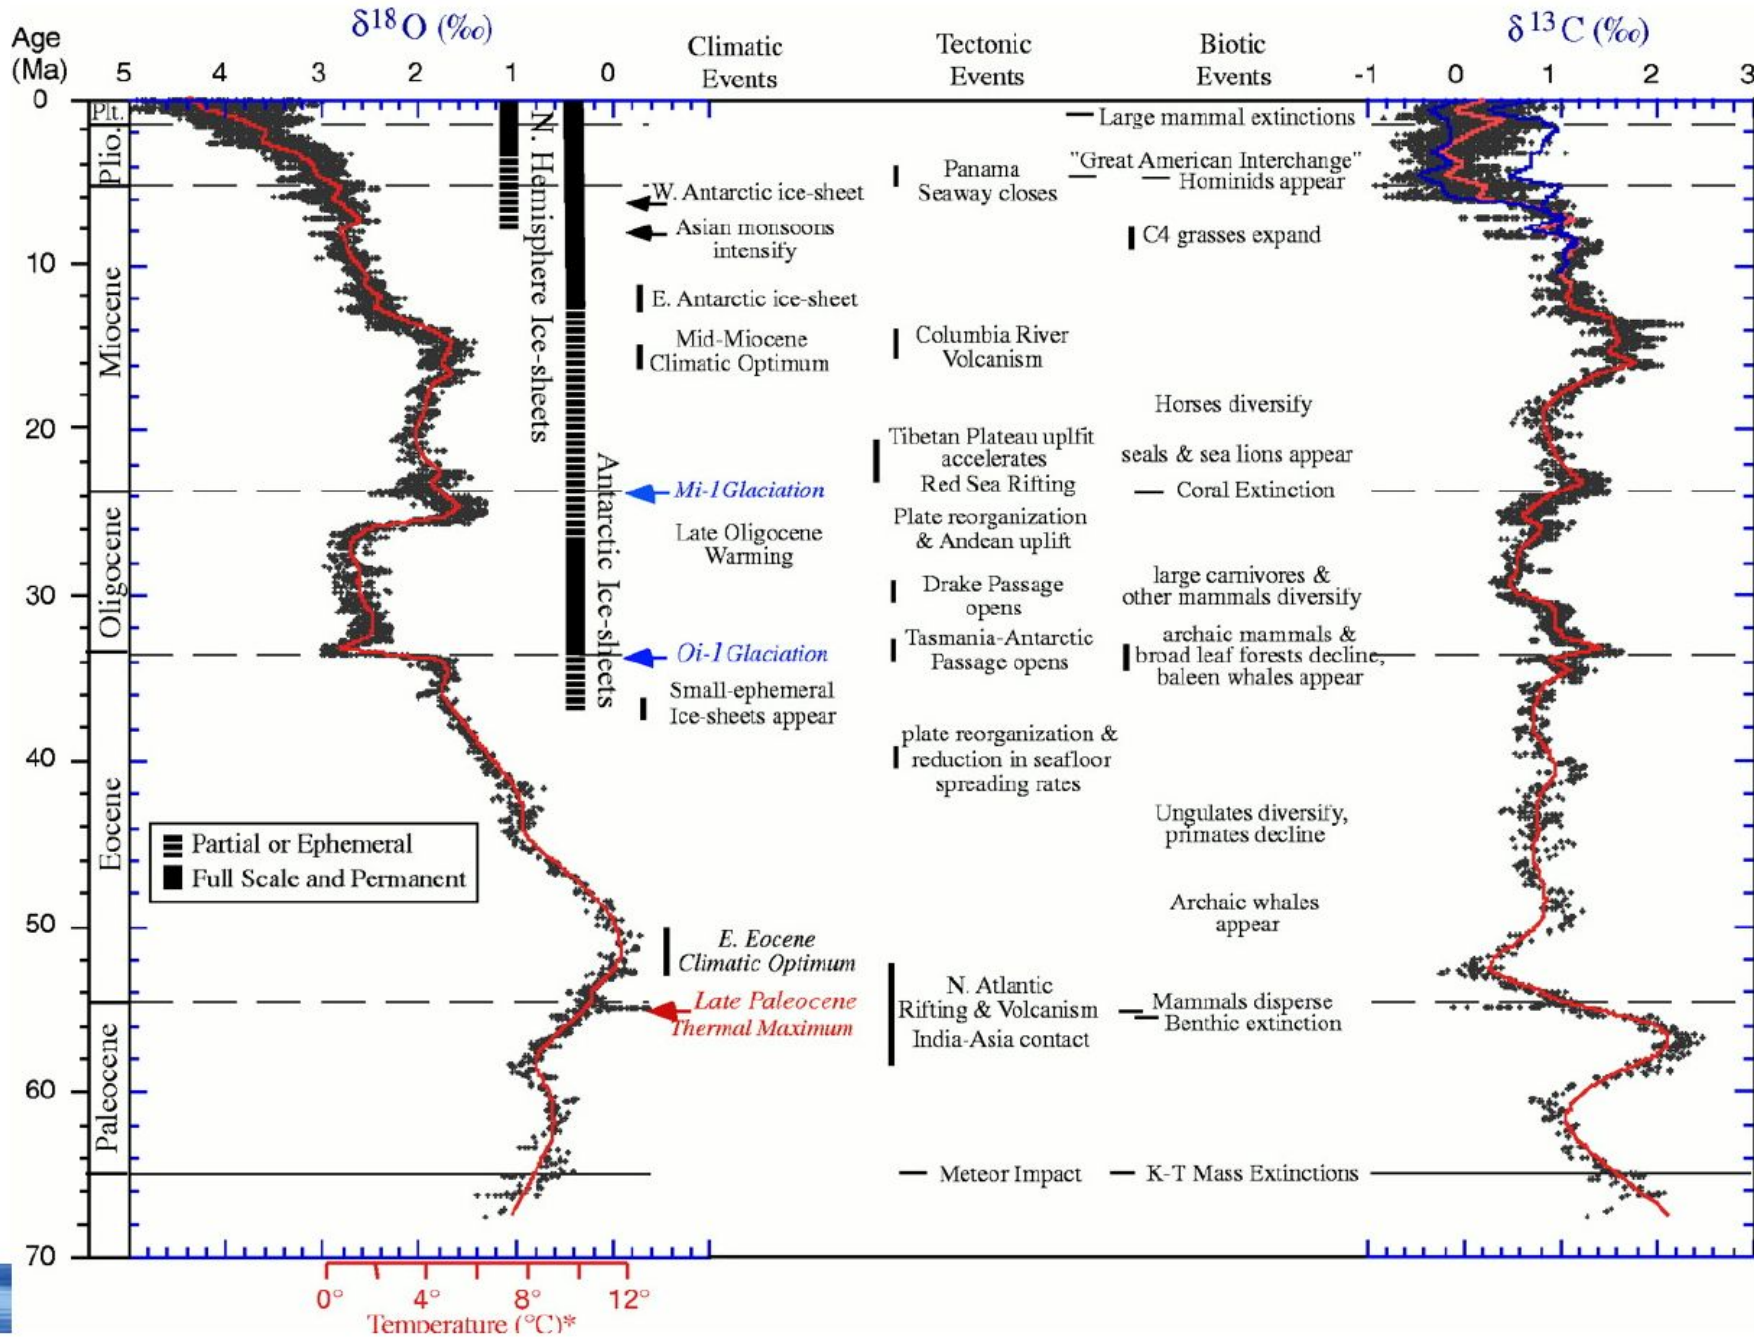 δ18O (‰)
δ13C (‰)
Age
(Ma)
Climatic
Events
Tectonic
Events
Biotic
Events
5 4 3 2 1 0
-1 0 1 2 3
0
10
20
30
40
50
60
70
Plt.
Plio.
Miocene
Oligocene
Eocene
Paleocene
N. Hemisphere Ice-sheets
Antarctic Ice-sheets
Partial or Ephemeral
Full Scale and Permanent
W. Antarctic ice-sheet
Asian monsoons
intensify
E. Antarctic ice-sheet
Mid-Miocene
Climatic Optimum
Mi-1 Glaciation
Late Oligocene
Warming
Oi-1 Glaciation
Small-ephemeral
Ice-sheets appear
E. Eocene
Climatic Optimum
Late Paleocene
Thermal Maximum
Panama
Seaway closes
Columbia River
Volcanism
Tibetan Plateau uplfit
accelerates
Red Sea Rifting
Plate reorganization
& Andean uplift
Drake Passage
opens
Tasmania-Antarctic
Passage opens
plate reorganization &
reduction in seafloor
spreading rates
N. Atlantic
Rifting & Volcanism
India-Asia contact
Meteor Impact
Large mammal extinctions
"Great American Interchange"
Hominids appear
C4 grasses expand
Horses diversify
seals & sea lions appear
Coral Extinction
large carnivores &
other mammals diversify
archaic mammals &
broad leaf forests decline,
baleen whales appear
Ungulates diversify,
primates decline
Archaic whales
appear
Mammals disperse
Benthic extinction
K-T Mass Extinctions
0° 4° 8° 12°
Temperature (°C)*